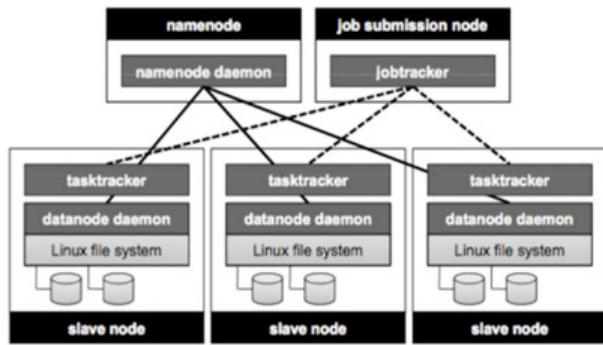 namenode
job submission node
namenode daemon
jobtracker
tasktracker
tasktracker
tasktracker
datanode daemon
datanode daemon
datanode daemon
Linux file system
Linux file system
Linux file system
slave node
slave node
slave node